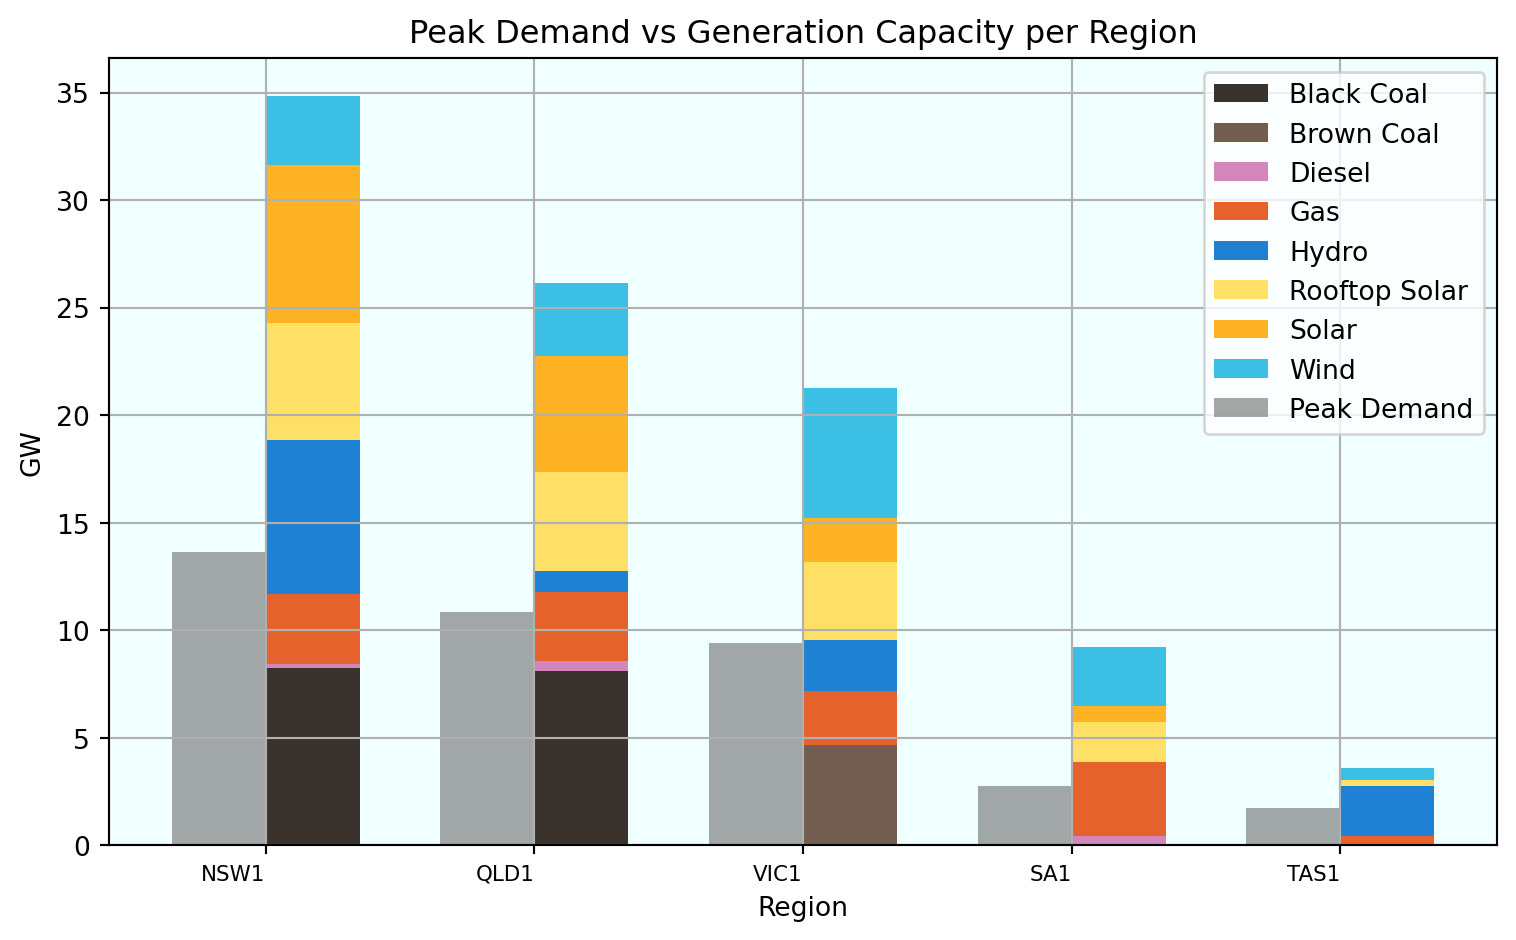 Peak Demand vs Generation Capacity per Region
35
30
25
20
15
10
5
0
GW
Black Coal
Brown Coal
Diesel
Gas
Hydro
Rooftop Solar
Solar
Wind
Peak Demand
NSW1 QLD1 VIC1 SA1 TAS1
Region